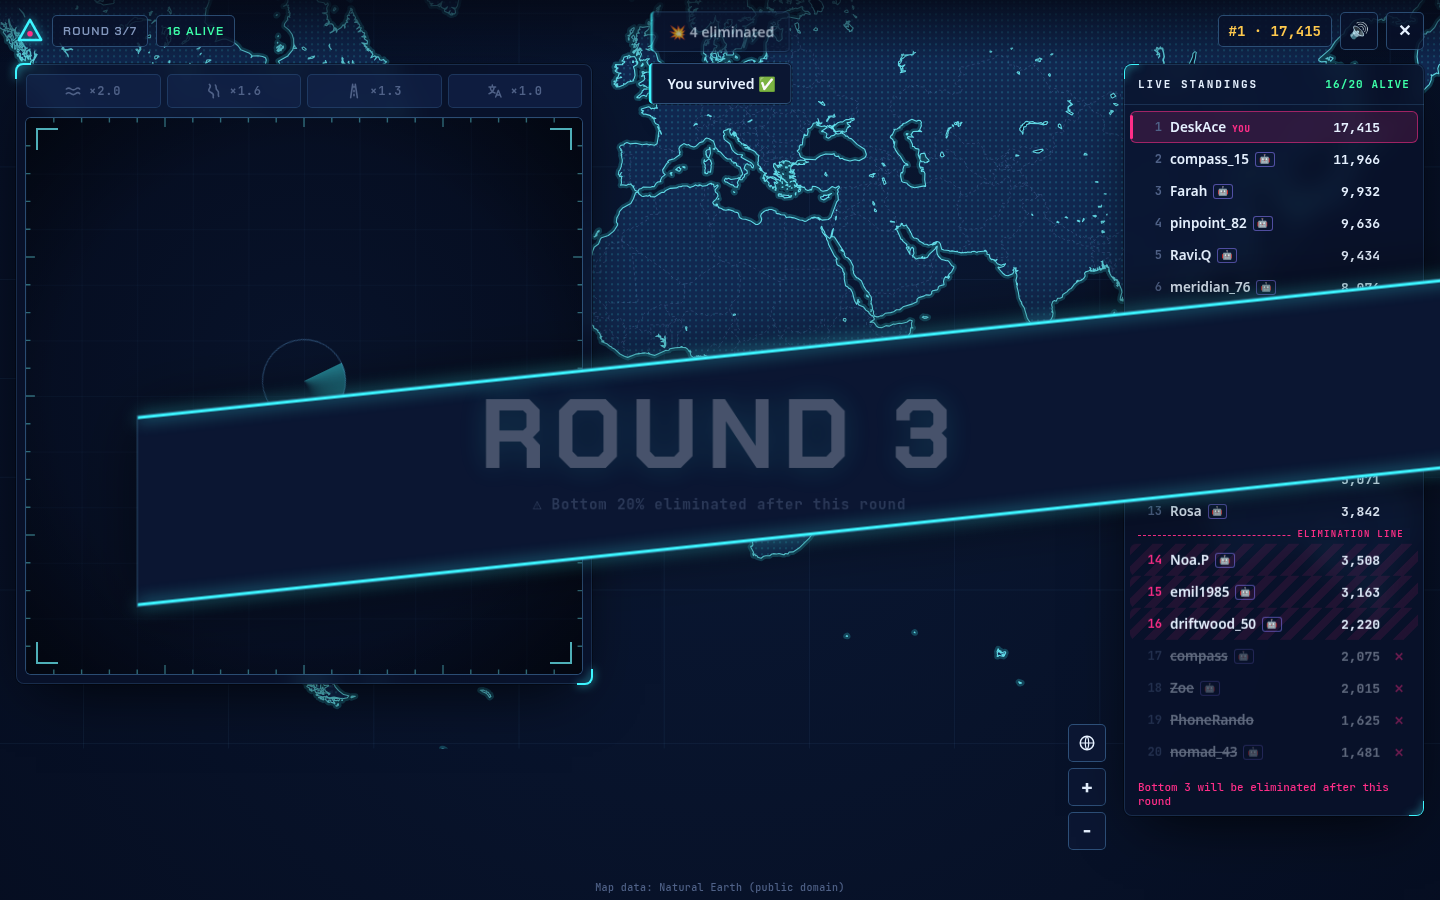 ROUND 3/7
16 ALIVE
💥 4 eliminated
#1 · 17,415
You survived ✅
×2.0
×1.6
×1.3
×1.0
LIVE STANDINGS
16/20 ALIVE
1 DeskAce YOU 17,415
2 compass_15 11,966
3 Farah 9,932
4 pinpoint_82 9,636
5 Ravi.Q 9,434
6 meridian_76
ROUND 3
⚠ Bottom 20% eliminated after this round
13 Rosa 3,842
ELIMINATION LINE
14 Noa.P 3,508
15 emil1985 3,163
16 driftwood_50 2,220
17 compass 2,075 ×
18 Zoe 2,015 ×
19 PhoneRando 1,625 ×
20 nomad_43 1,481 ×
Bottom 3 will be eliminated after this
round
+
-
Map data: Natural Earth (public domain)